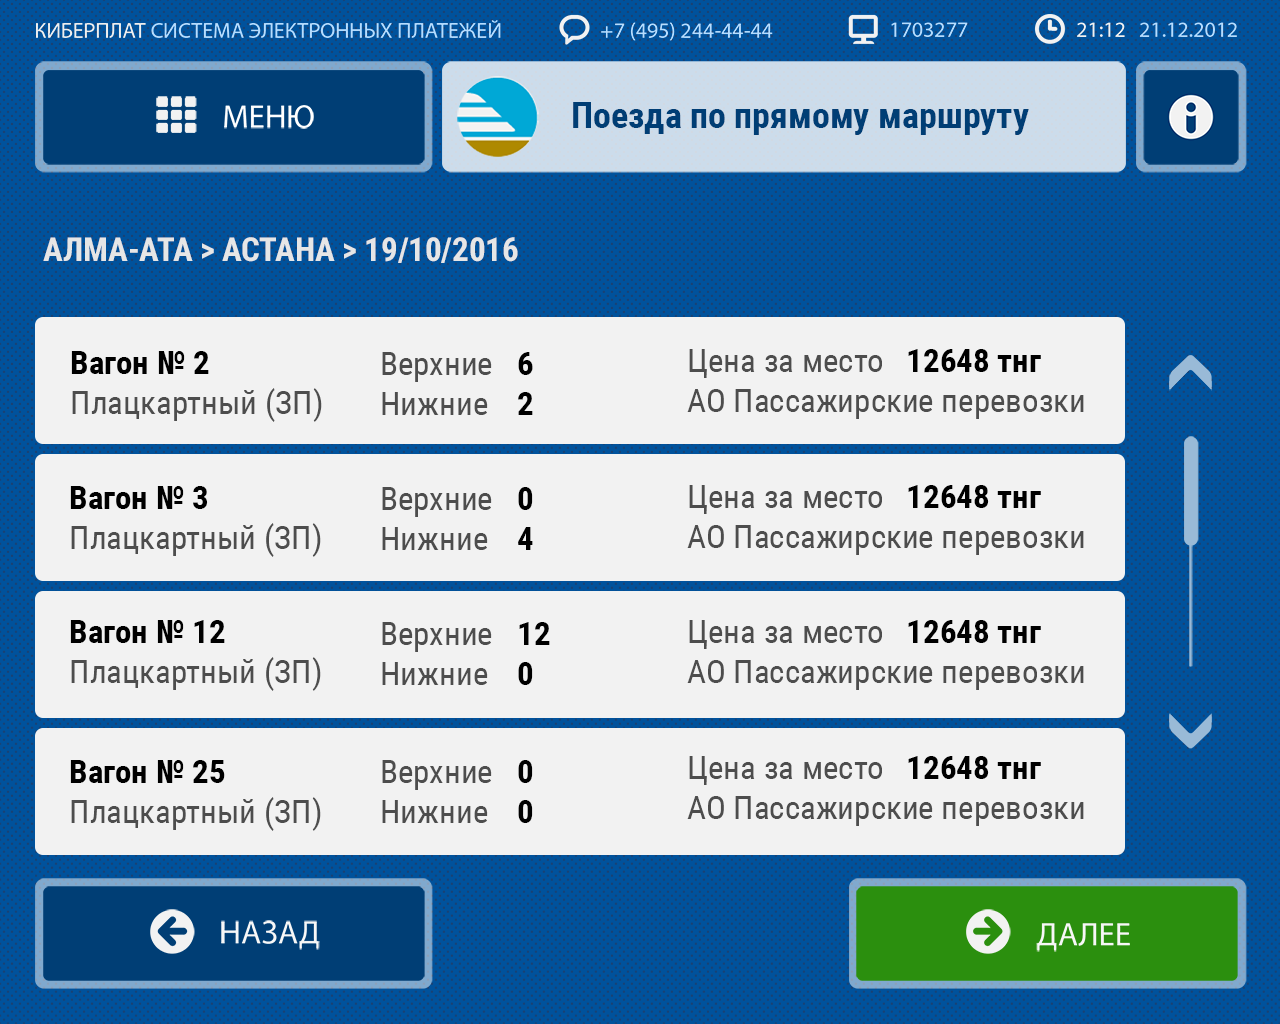 КИБЕРПЛАТ СИСТЕМА ЭЛЕКТРОННЫХ ПЛАТЕЖЕЙ +7 (495) 244-44-44 1703277 21:12 21.12.2012
МЕНЮ Поезда по прямому маршруту
АЛМА-АТА > АСТАНА > 19/10/2016
Вагон № 2 Верхние 6 Цена за место 12648 тнг
Плацкартный (ЗП) Нижние 2 АО Пассажирские перевозки
Вагон № 3 Верхние 0 Цена за место 12648 тнг
Плацкартный (ЗП) Нижние 4 АО Пассажирские перевозки
Вагон № 12 Верхние 12 Цена за место 12648 тнг
Плацкартный (ЗП) Нижние 0 АО Пассажирские перевозки
Вагон № 25 Верхние 0 Цена за место 12648 тнг
Плацкартный (ЗП) Нижние 0 АО Пассажирские перевозки
НАЗАД ДАЛЕЕ